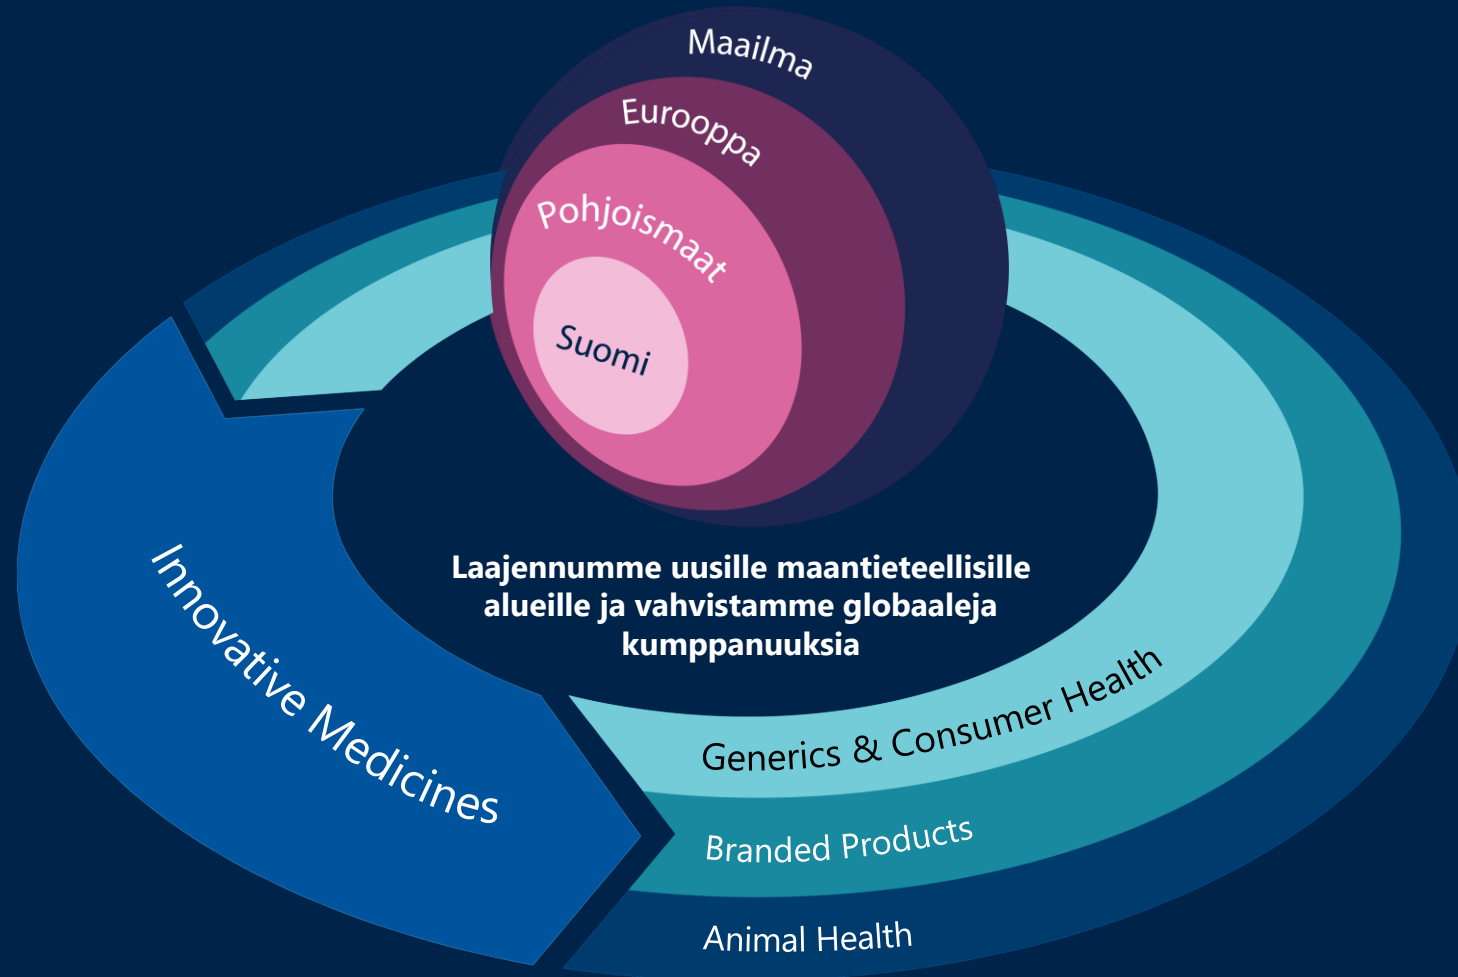 Maailma
Eurooppa
Pohjoismaat
Suomi
Laajennumme uusille maantieteellisille
alueille ja vahvistamme globaaleja
kumppanuuksia
Innovative Medicines
Generics & Consumer Health
Branded Products
Animal Health